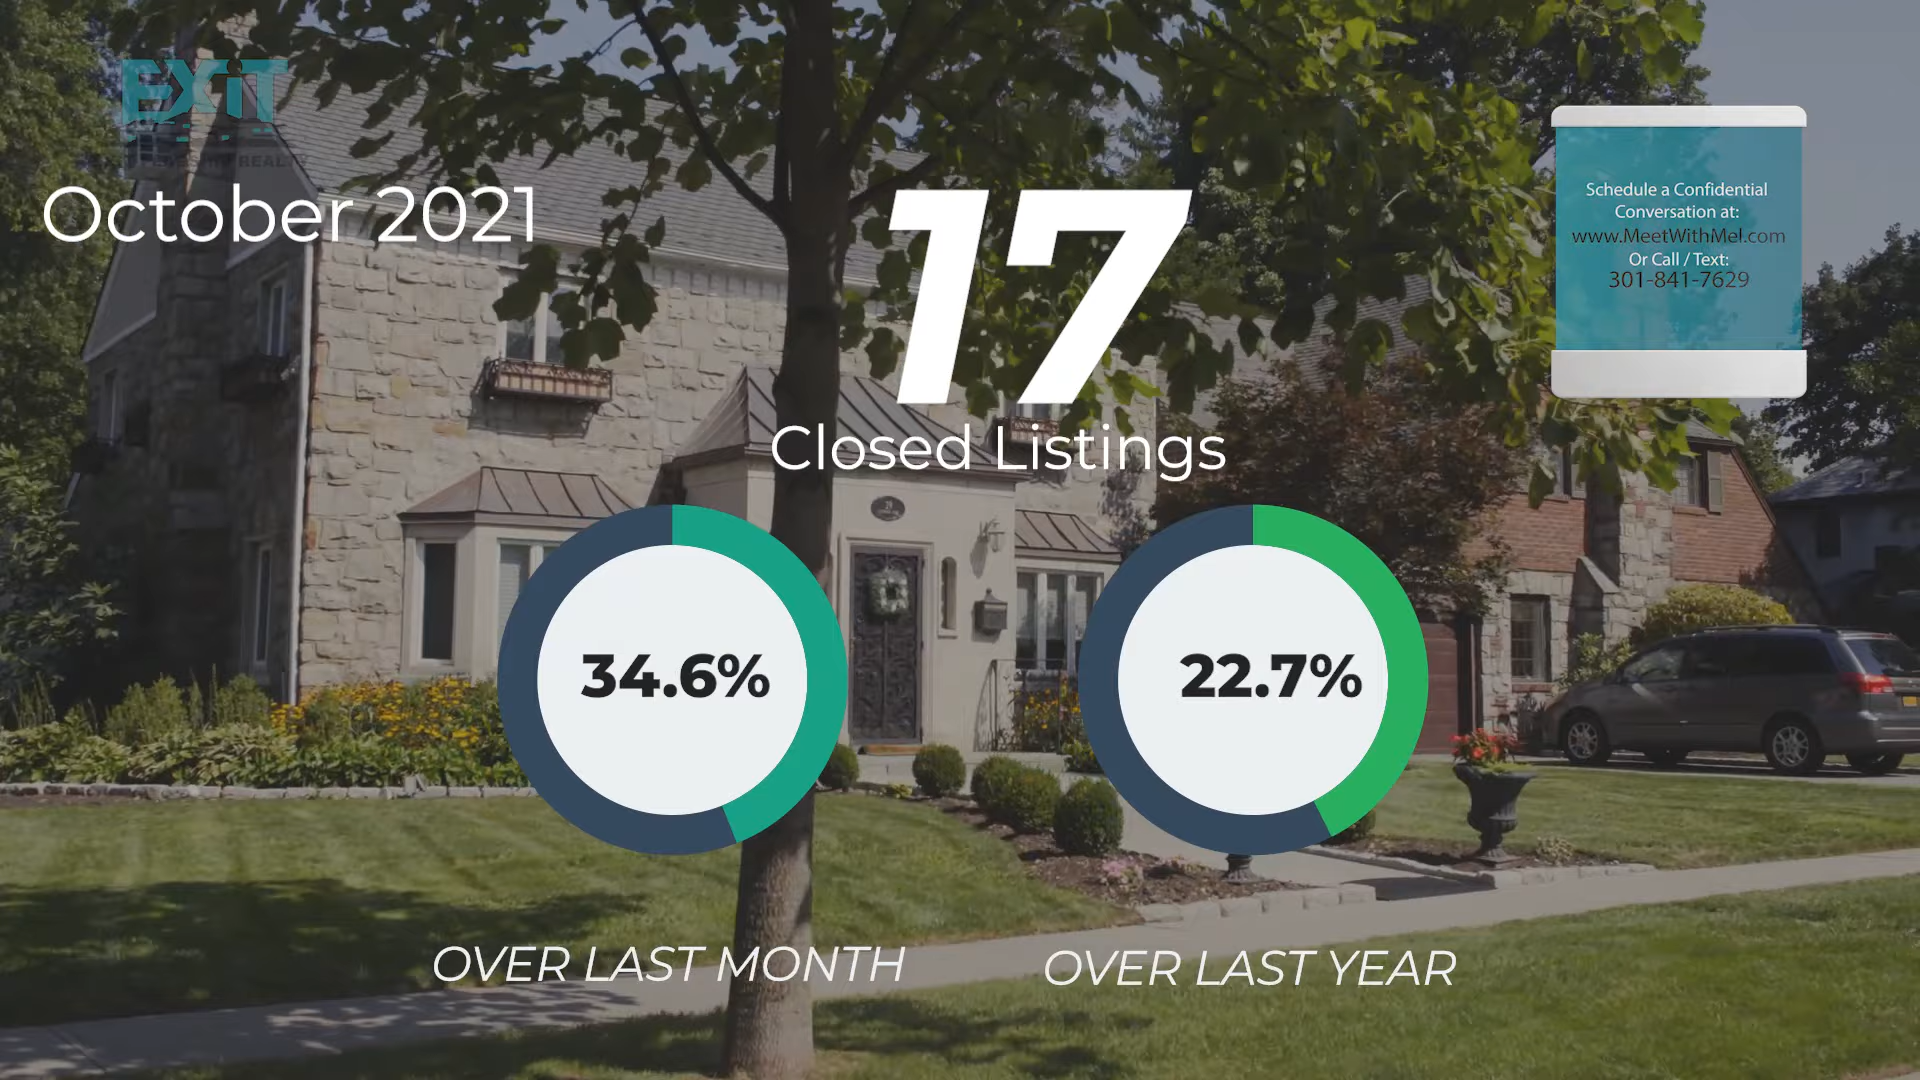 EXIT
REALTY
October 2021
17
Closed Listings
Schedule a Confidential
Conversation at:
www.MeetWithMel.com
Or Call / Text:
301-841-7629
34.6%
22.7%
OVER LAST MONTH
OVER LAST YEAR